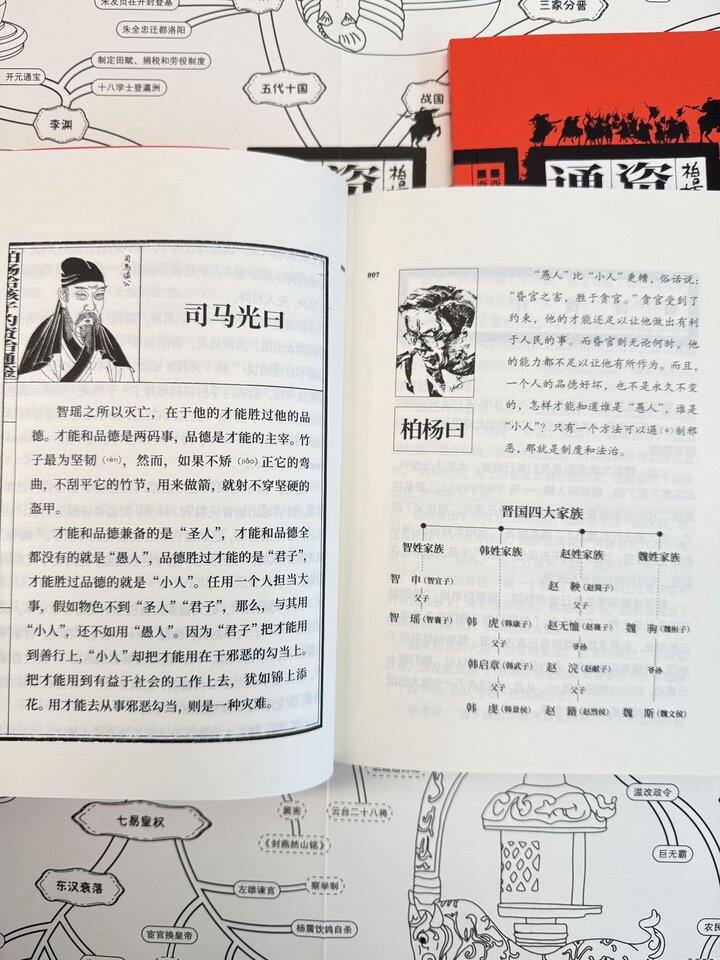 朱友贞在开封登基
朱全忠迁都洛阳
制定田赋、捐税和劳役制度
开元通宝
十八学士登瀛洲
李渊
五代十国
三家分晋
战国
资
通
资
司马温公
司马光曰
智瑶之所以灭亡，在于他的才能胜过他的品
德。才能和品德是两码事，品德是才能的主宰。竹
子最为坚韧（rèn），然而，如果不矫（jiǎo）正它的弯
曲，不刮平它的竹节，用来做箭，就射不穿坚硬的
盔甲。
才能和品德兼备的是“圣人”，才能和品德全
都没有的就是“愚人”，品德胜过才能的是“君子”，
才能胜过品德的就是“小人”。任用一个人担当大
事，假如物色不到“圣人”“君子”，那么，与其用
“小人”，还不如用“愚人”。因为“君子”把才能用
到善行上，“小人”却把才能用在干邪恶的勾当上。
把才能用到有益于社会的工作上去，犹如锦上添
花。用才能去从事邪恶勾当，则是一种灾难。
007
柏杨曰
“愚人”比“小人”更糟，俗话说：
“昏官之害，胜于贪官。”贪官受到了
约束，他的才能还足以让他做出有利
于人民的事。而昏官则无论何时，他
的能力都不足以让他有所作为。而且，
一个人的品德好坏，也不是永久不变
的，怎样才能知道谁是“愚人”，谁是
“小人”？只有一个方法可以遏（è）制邪
恶，那就是制度和法治。
晋国四大家族
智姓家族 韩姓家族 赵姓家族 魏姓家族
智 申（智宣子） 赵 鞅（赵简子）
父子 父子
智 瑶（智襄子） 韩 虎（韩康子） 赵无恤（赵襄子） 魏 驹（魏桓子）
父子 爷孙
韩启章（韩武子） 赵 浣（赵献子） 爷孙
父子 父子
韩 虔（韩景侯） 赵 籍（赵烈侯） 魏 斯（魏文侯）
窦宪
云台二十八将
七易皇权
《封燕然山铭》
东汉衰落
左雄谏言
察举制
宦官换皇帝
杨震饮鸩自杀
滥改政令
巨无霸
农民